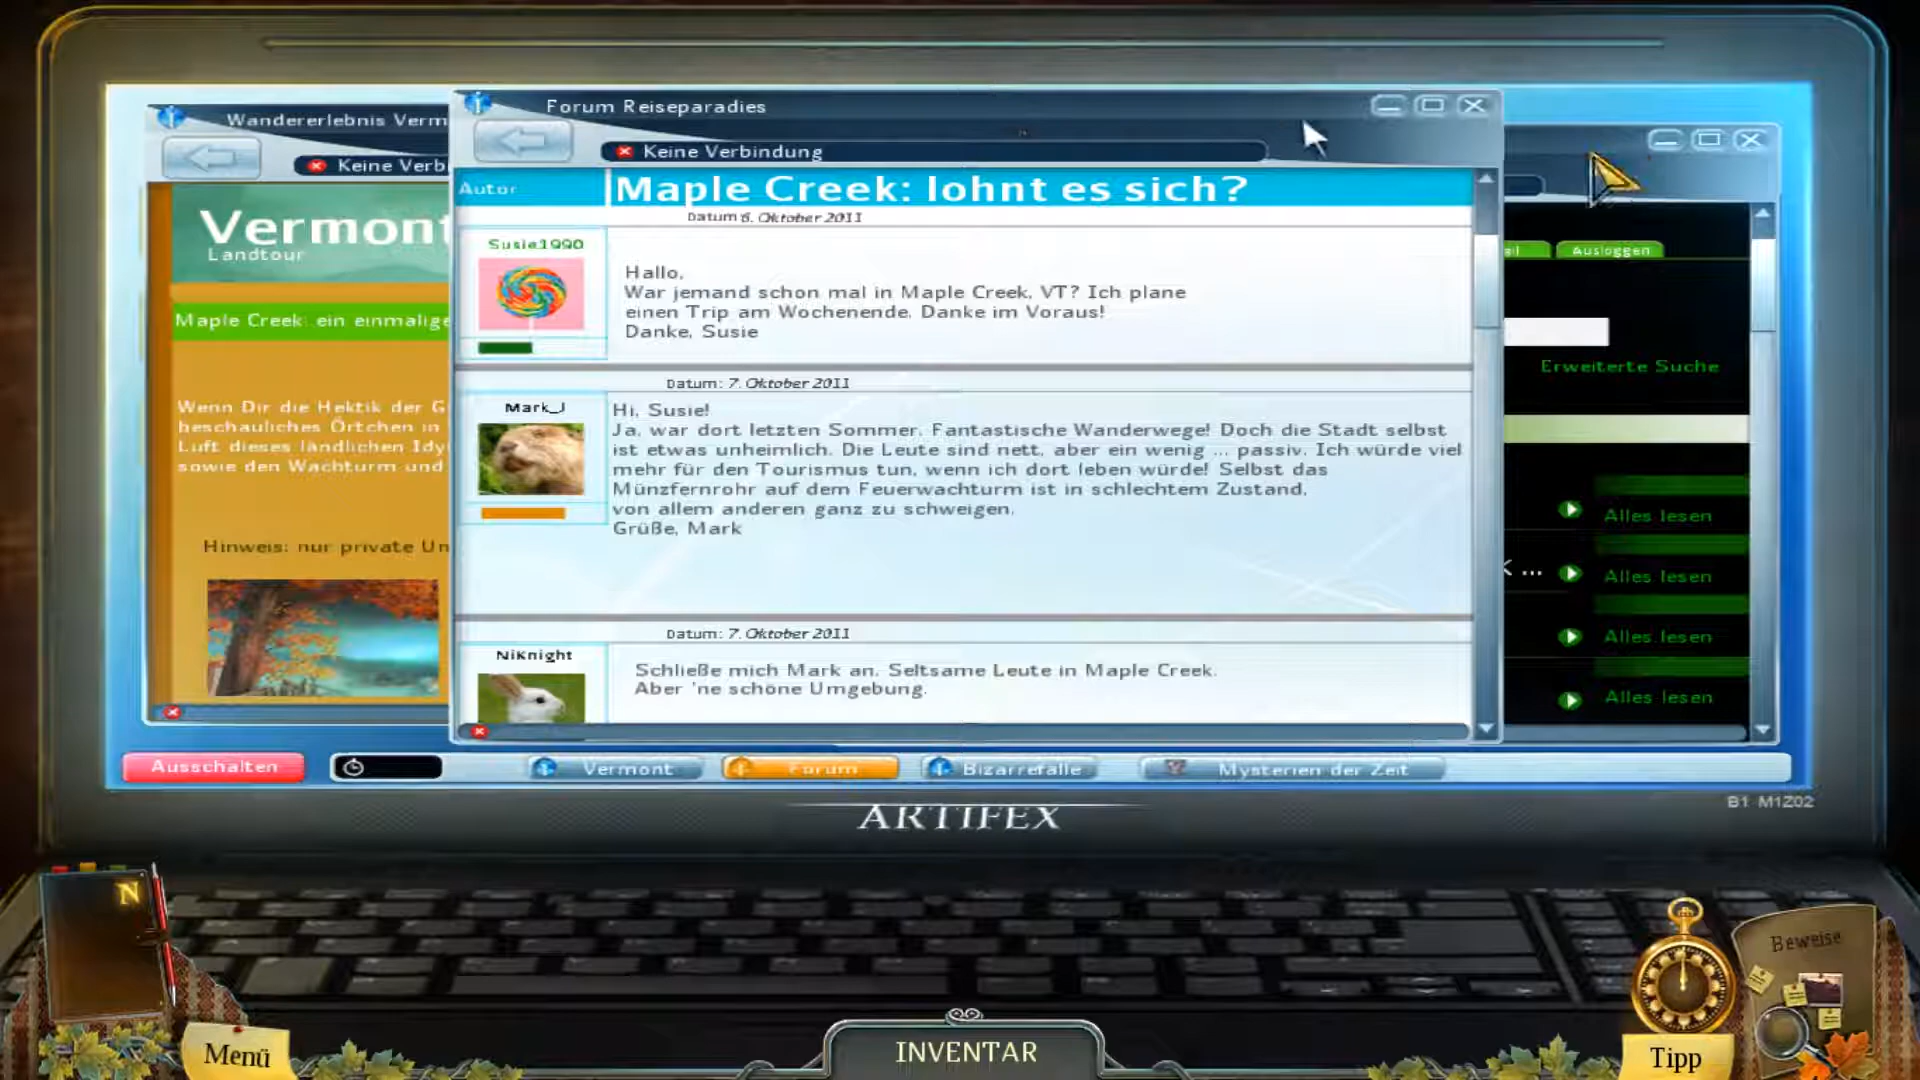 Wandererlebnis Verm
Keine Verb
Vermont
Landtour
Maple Creek: ein einmalige
Wenn Dir die Hektik der G
beschauliches Örtchen in
Luft dieses ländlichen Idy
sowie den Wachturm und
Hinweis: nur private Un
Forum Reiseparadies
Keine Verbindung
Autor
Maple Creek: lohnt es sich?
Datum 6. Oktober 2011
Susie1990
Hallo,
War jemand schon mal in Maple Creek, VT? Ich plane
einen Trip am Wochenende. Danke im Voraus!
Danke, Susie
Datum: 7. Oktober 2011
Mark_J
Hi, Susie!
Ja, war dort letzten Sommer. Fantastische Wanderwege! Doch die Stadt selbst
ist etwas unheimlich. Die Leute sind nett, aber ein wenig ... passiv. Ich würde viel
mehr für den Tourismus tun, wenn ich dort leben würde! Selbst das
Münzfernrohr auf dem Feuerwachturm ist in schlechtem Zustand,
von allem anderen ganz zu schweigen.
Grüße, Mark
Datum: 7. Oktober 2011
NiKnight
Schließe mich Mark an. Seltsame Leute in Maple Creek.
Aber 'ne schöne Umgebung.
Ausloggen
Erweiterte Suche
Alles lesen
...
Alles lesen
Alles lesen
Alles lesen
Ausschalten
Vermont
Forum
Bizarrefälle
Mysterien der Zeit
ARTIFEX
B1 M1Z02
N
Beweise
Menü
INVENTAR
Tipp